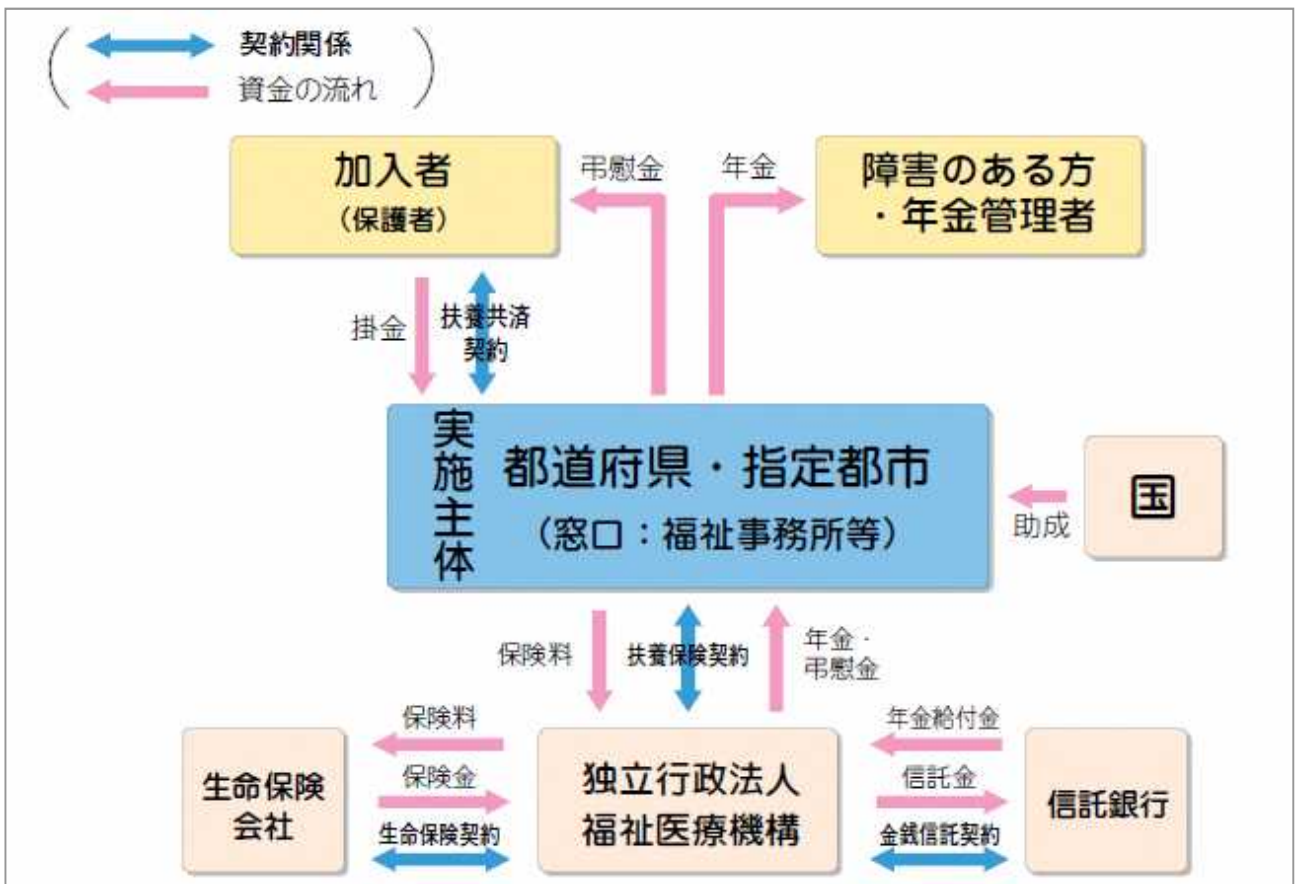 契約関係
資金の流れ
加入者
（保護者）
弔慰金
年金
障害のある方
・年金管理者
掛金
扶養共済
契約
実施主体
都道府県・指定都市
（窓口：福祉事務所等）
国
助成
保険料
扶養保険契約
年金・
弔慰金
保険料
年金給付金
生命保険
会社
保険金
独立行政法人
福祉医療機構
信託金
信託銀行
生命保険契約
金銭信託契約